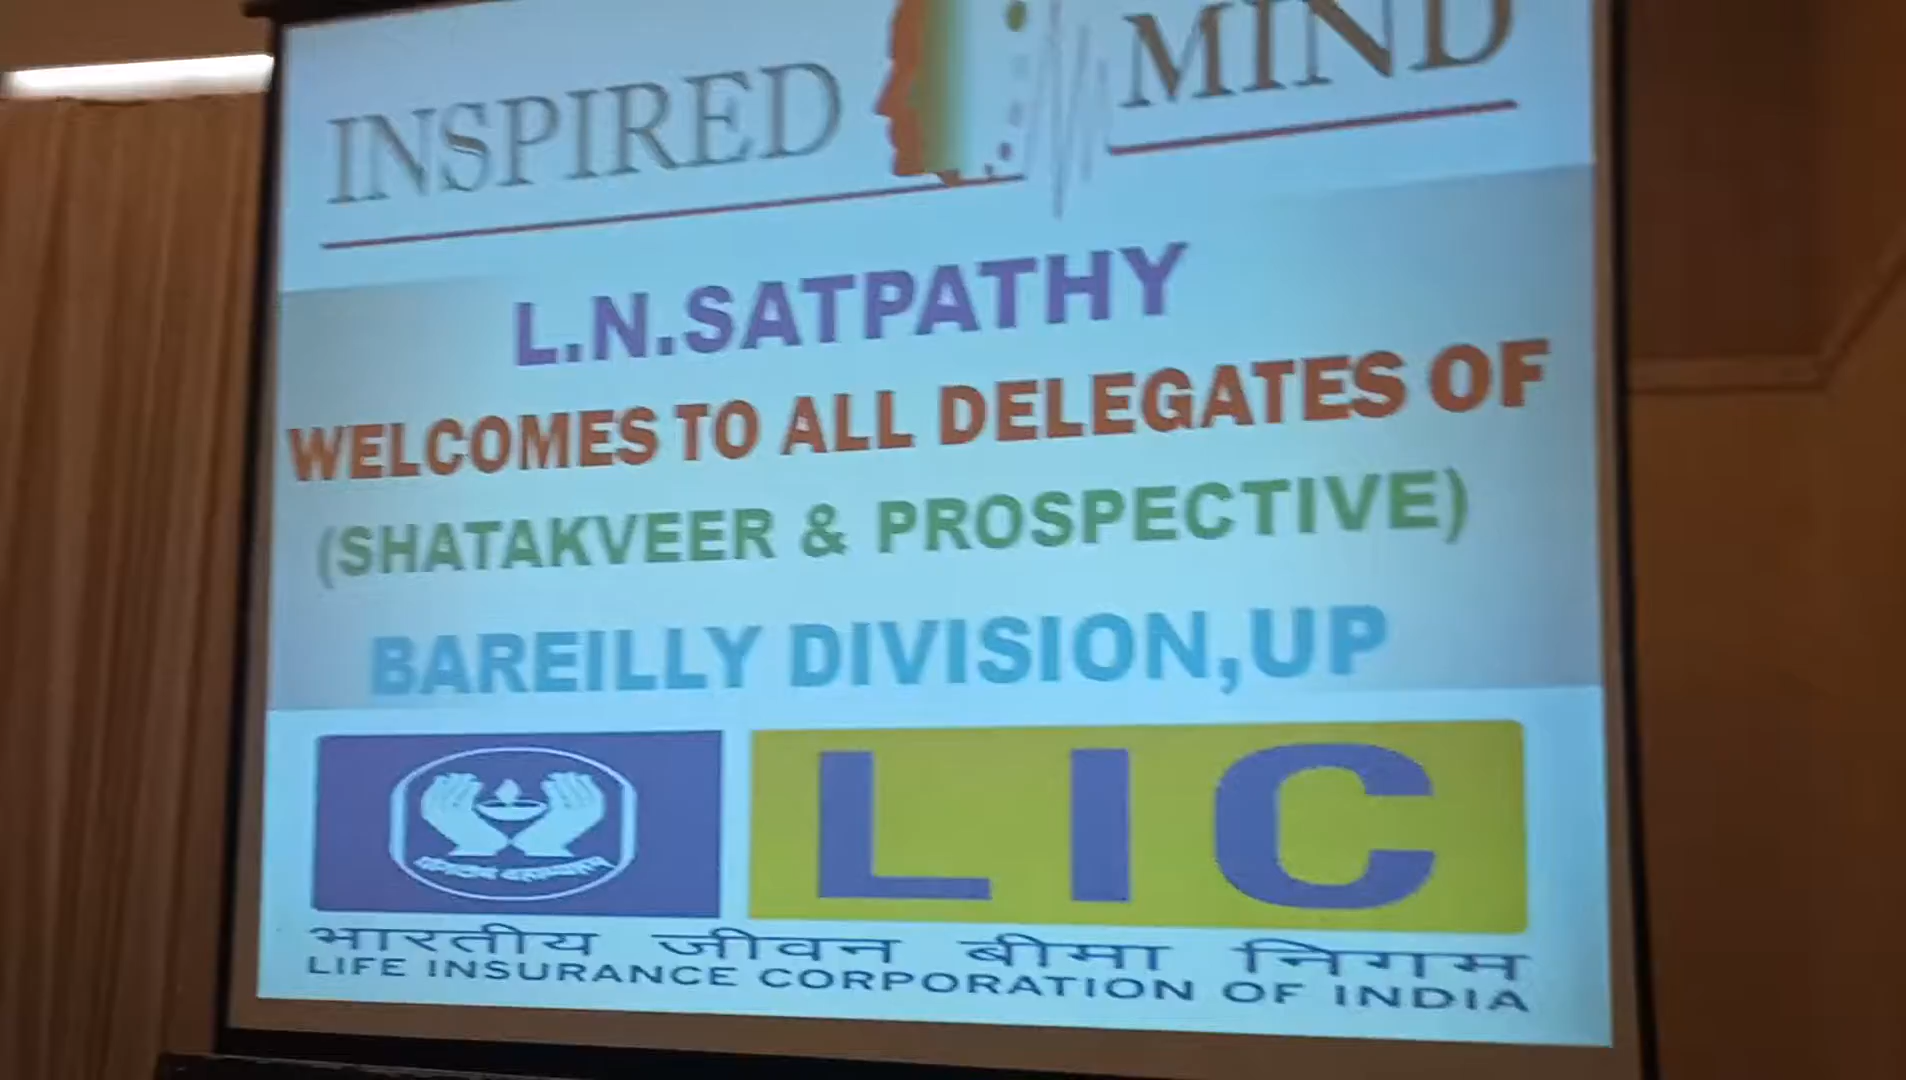 INSPIRED MIND
L.N.SATPATHY
WELCOMES TO ALL DELEGATES OF
(SHATAKVEER & PROSPECTIVE)
BAREILLY DIVISION,UP
LIC
भारतीय जीवन बीमा निगम
LIFE INSURANCE CORPORATION OF INDIA